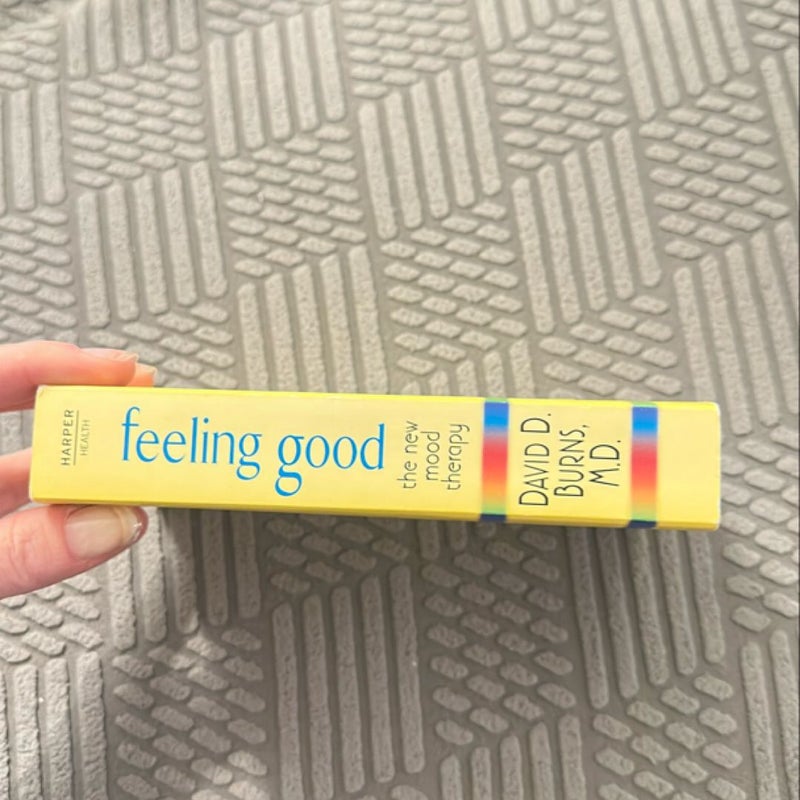 HARPER
HEALTH
feeling good
the new
mood
therapy
DAVID D.
BURNS,
M.D.